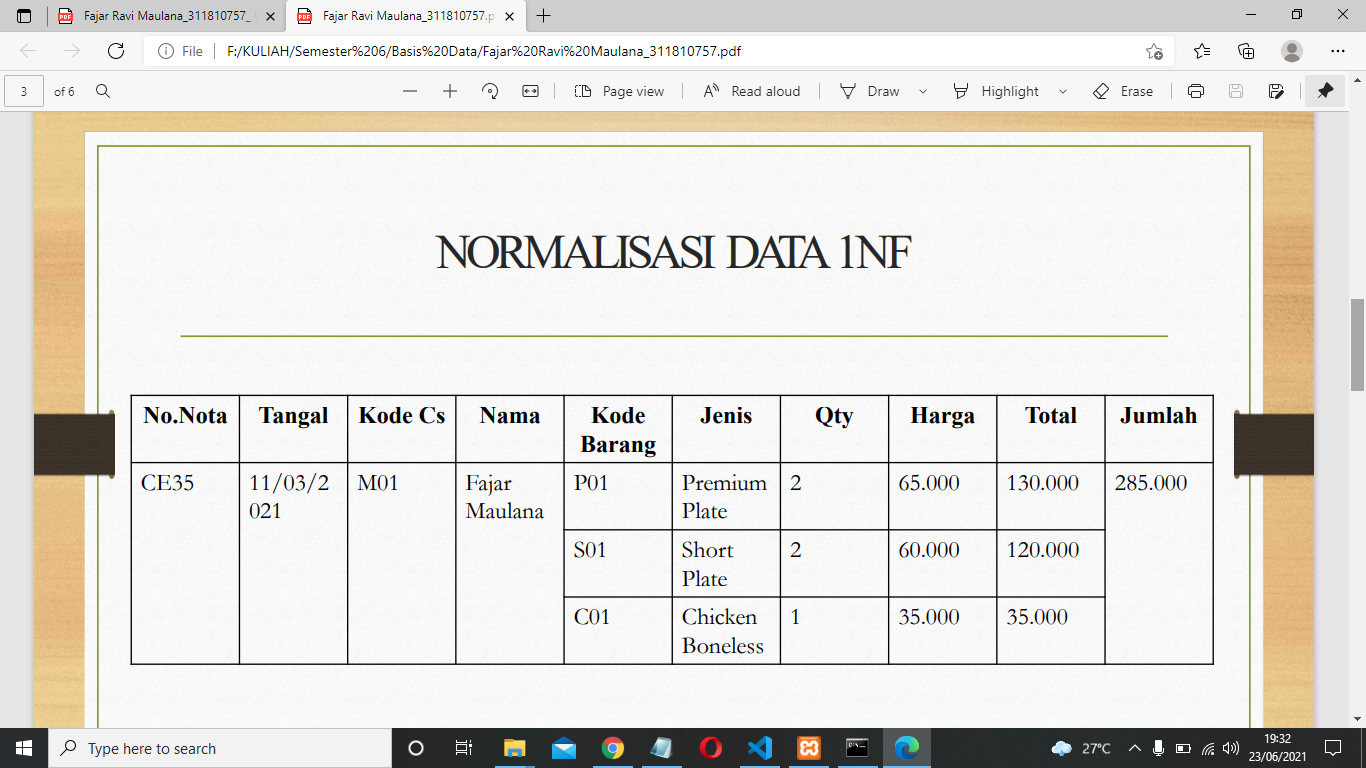 Fajar Ravi Maulana_311810757_
Fajar Ravi Maulana_311810757.p
File
F:/KULIAH/Semester%206/Basis%20Data/Fajar%20Ravi%20Maulana_311810757.pdf
3 of 6
Page view
Read aloud
Draw
Highlight
Erase
NORMALISASI DATA 1NF
No.Nota Tangal Kode Cs Nama Kode Jenis Qty Harga Total Jumlah
Barang
CE35 11/03/2 M01 Fajar P01 Premium 2 65.000 130.000 285.000
021 Maulana Plate
S01 Short 2 60.000 120.000
Plate
C01 Chicken 1 35.000 35.000
Boneless
Type here to search
27°C
19:32
23/06/2021